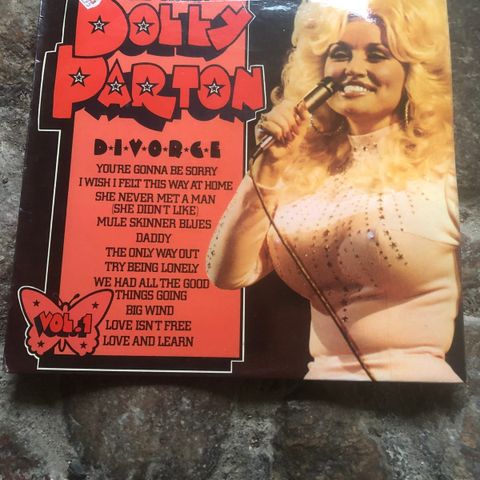 DOLLY
PARTON
D·I·V·O·R·C·E
YOU'RE GONNA BE SORRY
I WISH I FELT THIS WAY AT HOME
SHE NEVER MET A MAN
(SHE DIDN'T LIKE)
MULE SKINNER BLUES
DADDY
THE ONLY WAY OUT
TRY BEING LONELY
WE HAD ALL THE GOOD
THINGS GOING
BIG WIND
LOVE ISN'T FREE
LOVE AND LEARN
VOL.1